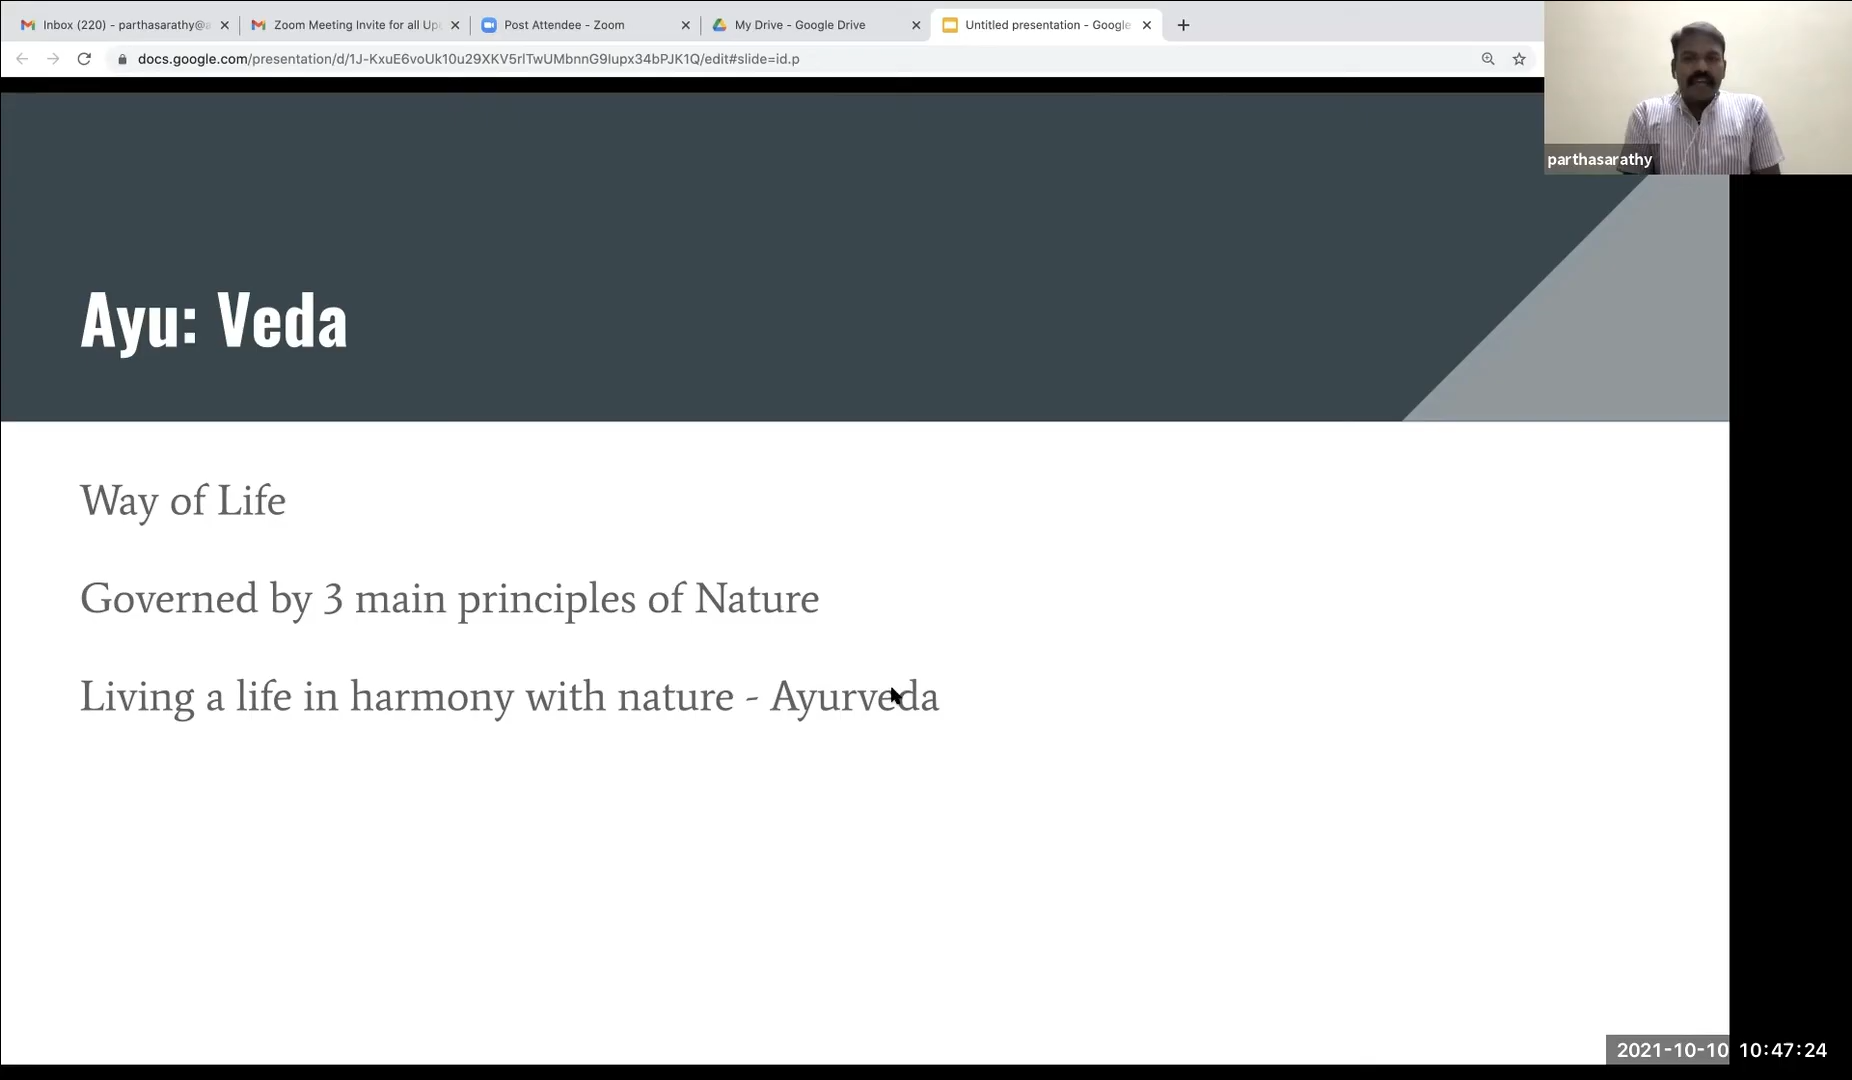 Inbox (220) - parthasarathy@a
Zoom Meeting Invite for all Up
Post Attendee - Zoom
My Drive - Google Drive
Untitled presentation - Google
docs.google.com/presentation/d/1J-KxuE6voUk10u29XKV5rlTwUMbnnG9lupx34bPJK1Q/edit#slide=id.p
parthasarathy
Ayu: Veda
Way of Life
Governed by 3 main principles of Nature
Living a life in harmony with nature - Ayurveda
2021-10-10 10:47:24